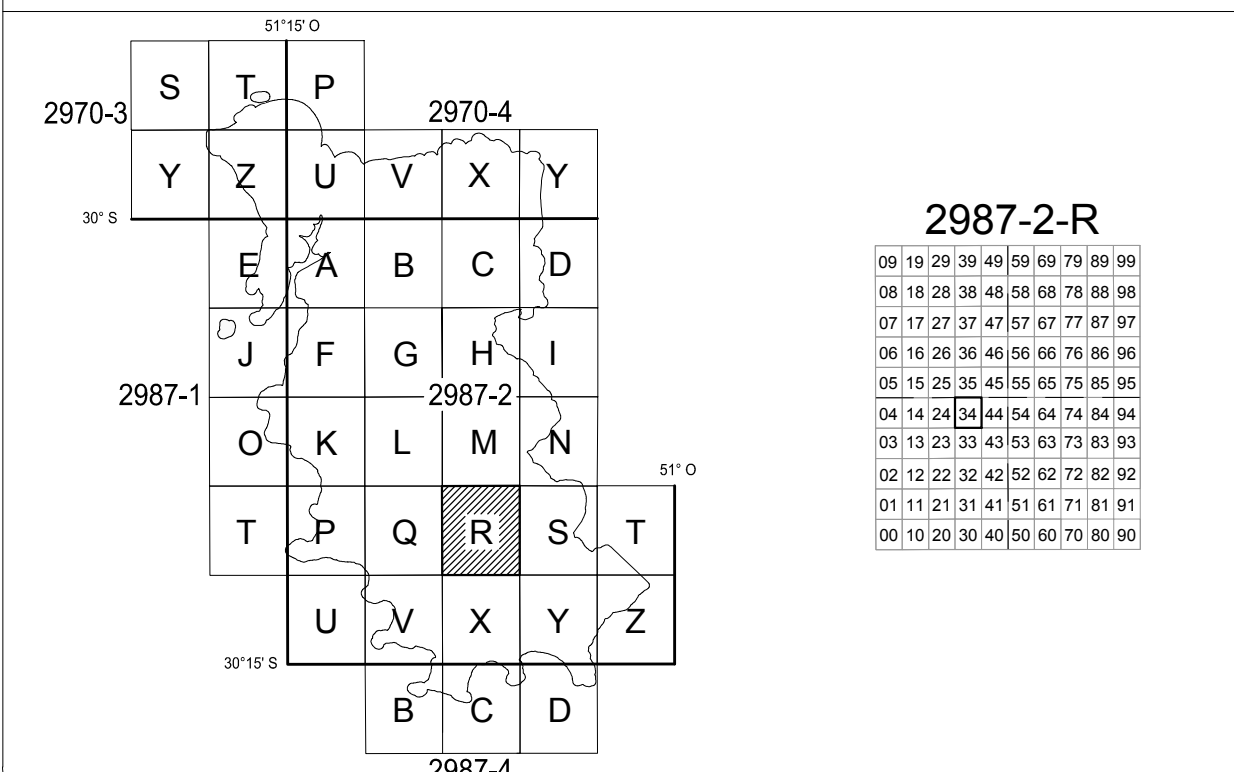 51°15' O
S T P
2970-3
2970-4
Y Z U V X Y
30° S
E A B C D
J F G H I
2987-1
2987-2
O K L M N
51° O
T P Q R S T
U V X Y Z
30°15' S
B C D
2987-4
2987-2-R
09 19 29 39 49 59 69 79 89 99
08 18 28 38 48 58 68 78 88 98
07 17 27 37 47 57 67 77 87 97
06 16 26 36 46 56 66 76 86 96
05 15 25 35 45 55 65 75 85 95
04 14 24 34 44 54 64 74 84 94
03 13 23 33 43 53 63 73 83 93
02 12 22 32 42 52 62 72 82 92
01 11 21 31 41 51 61 71 81 91
00 10 20 30 40 50 60 70 80 90